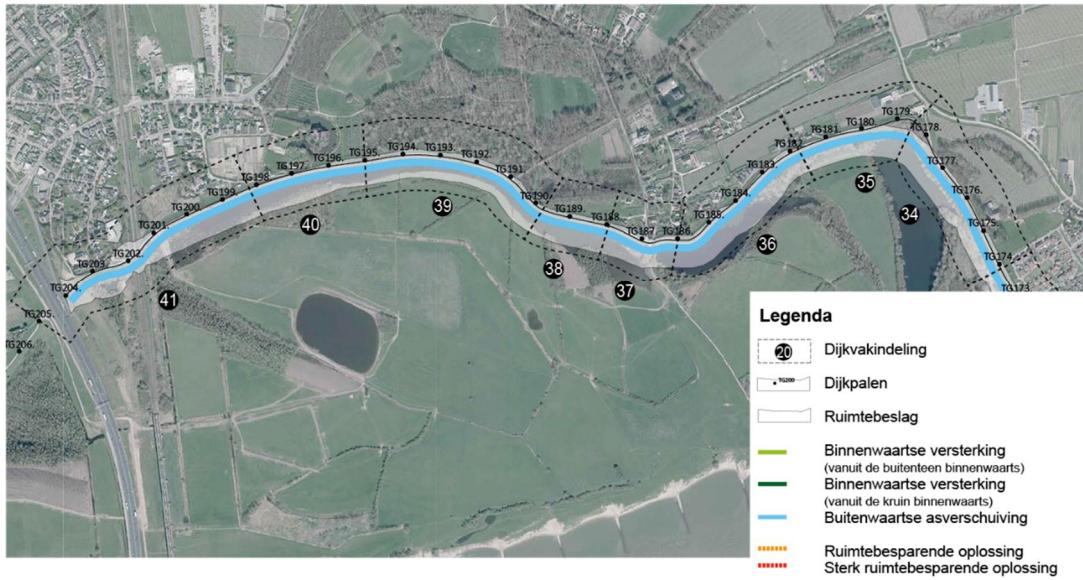 TG179.
TG180.
TG178.
TG181.
TG182.
TG194.
TG193.
TG195.
TG192.
TG196.
TG183.
35
TG177.
TG197.
TG191.
TG198.
TG184.
TG176.
TG199.
39
TG190.
34
TG200.
40
TG189.
TG185.
TG188.
TG201.
TG187.
TG186.
36
TG175.
TG202.
38
TG203.
TG174.
37
TG204.
41
TG173.
TG205.
TG206.
Legenda
20 Dijkvakindeling
TG200 Dijkpalen
Ruimtebeslag
Binnenwaartse versterking
(vanuit de buitenteen binnenwaarts)
Binnenwaartse versterking
(vanuit de kruin binnenwaarts)
Buitenwaartse asverschuiving
Ruimtebesparende oplossing
Sterk ruimtebesparende oplossing